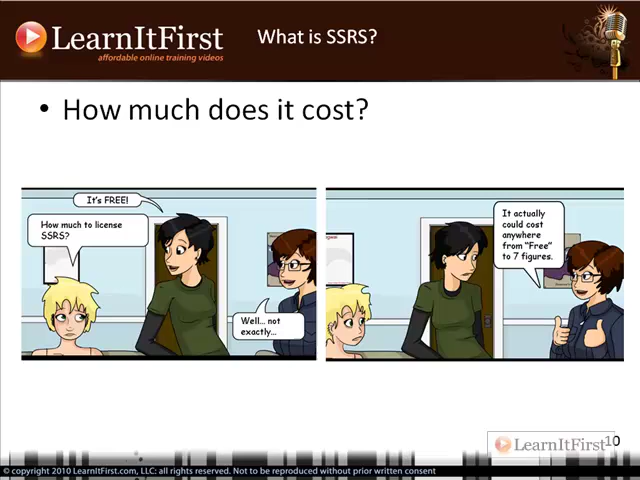 LearnItFirst
affordable online training videos
What is SSRS?
• How much does it cost?
It's FREE!
How much to license
SSRS?
Well... not
exactly...
It actually
could cost
anywhere
from "Free"
to 7 figures.
LearnItFirst
10
© copyright 2010 LearnItFirst.com, LLC: all rights reserved. Not to be reproduced without prior written consent